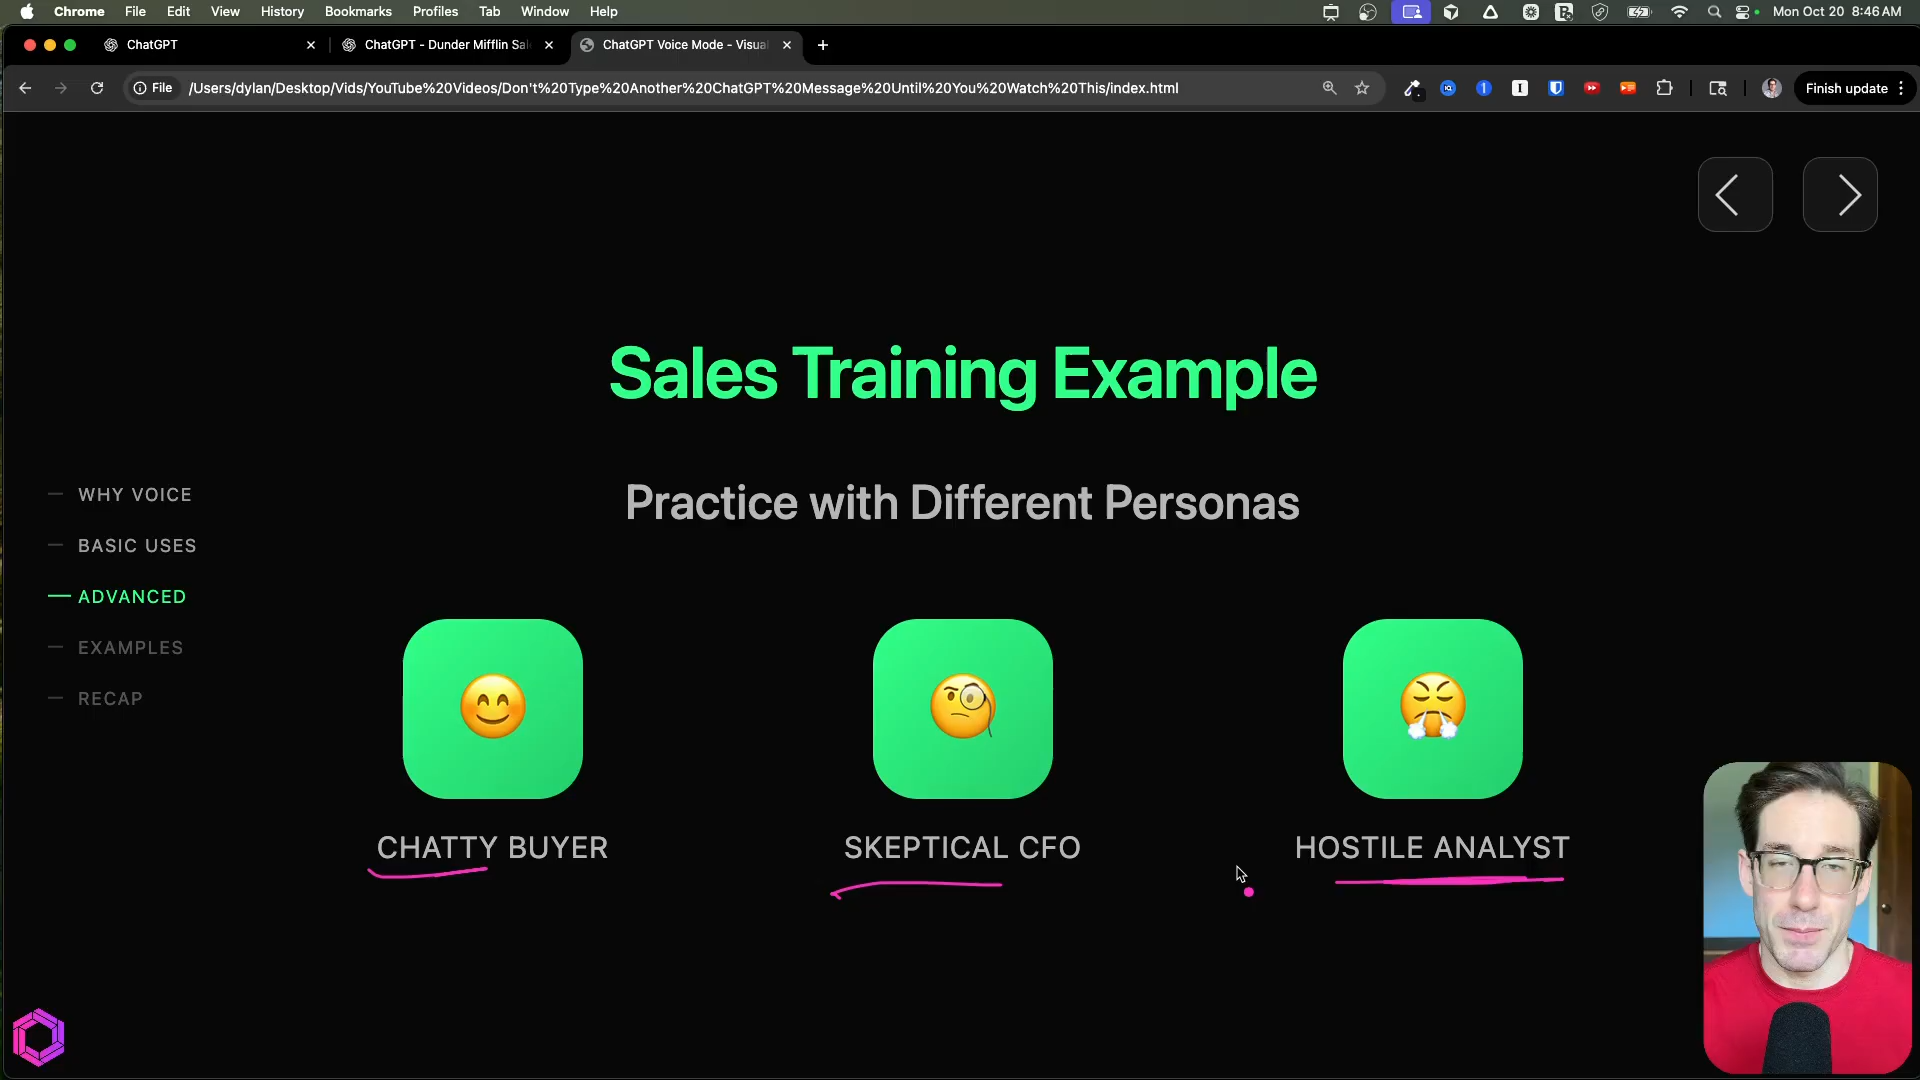 Chrome File Edit View History Bookmarks Profiles Tab Window Help Mon Oct 20 8:46 AM
ChatGPT ChatGPT - Dunder Mifflin Sal ChatGPT Voice Mode - Visual
File /Users/dylan/Desktop/Vids/YouTube%20Videos/Don't%20Type%20Another%20ChatGPT%20Message%20Until%20You%20Watch%20This/index.html Finish update
Sales Training Example
Practice with Different Personas
WHY VOICE
BASIC USES
ADVANCED
EXAMPLES
RECAP
CHATTY BUYER
SKEPTICAL CFO
HOSTILE ANALYST